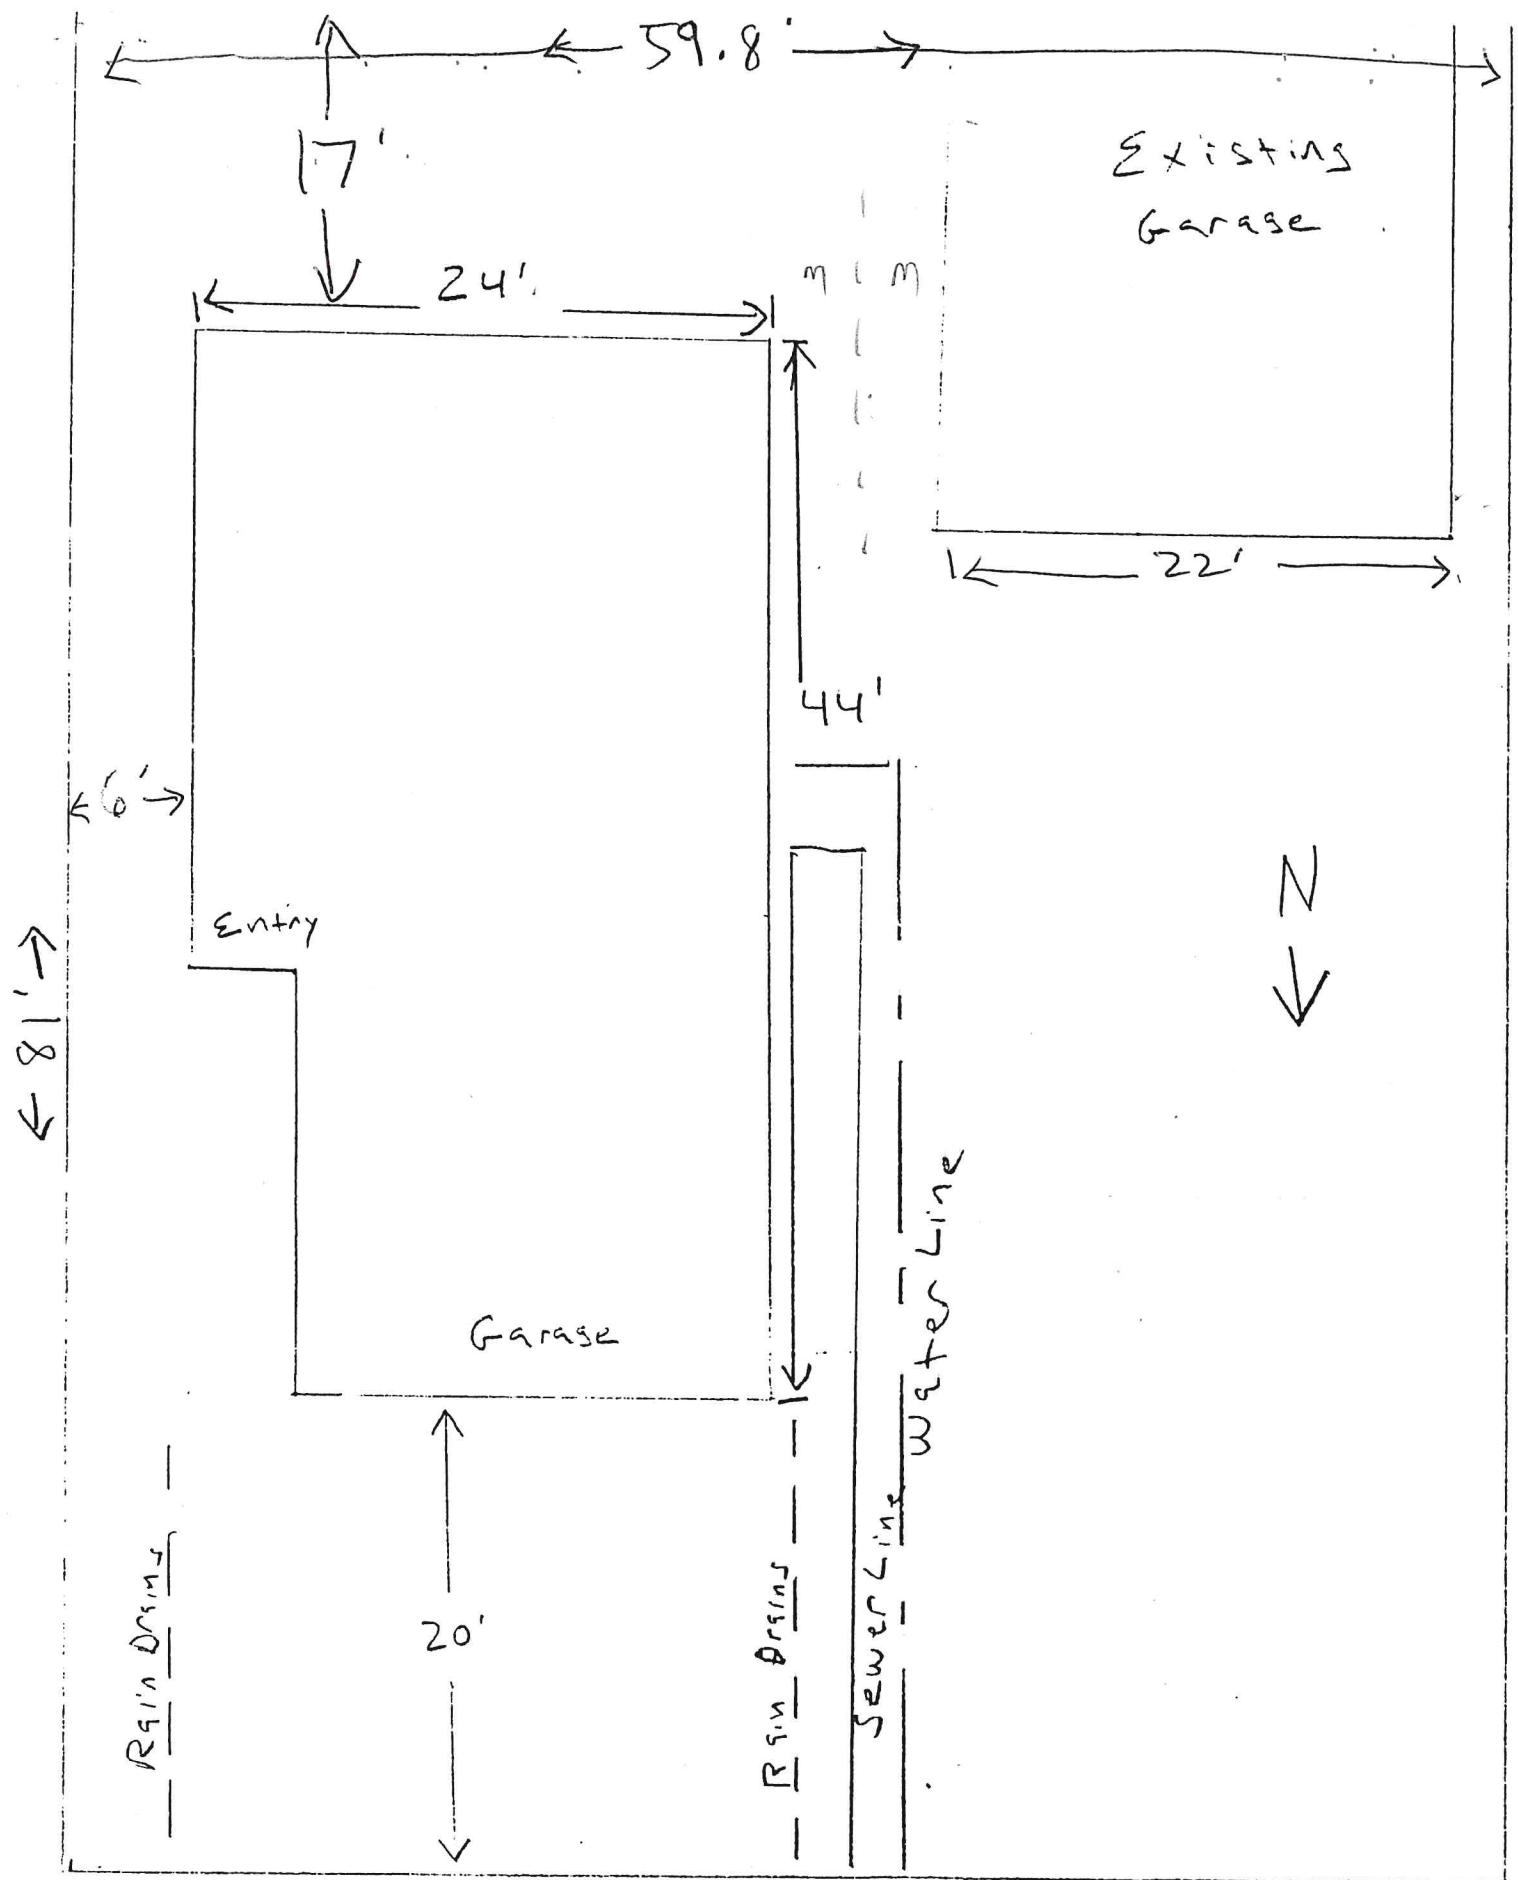 59.8'
17'
Existing
Garage
24'
22'
44'
6'
Entry
N
81'
Water Line
Garage
Sewer Line
Rain Drains
Rain Drains
20'